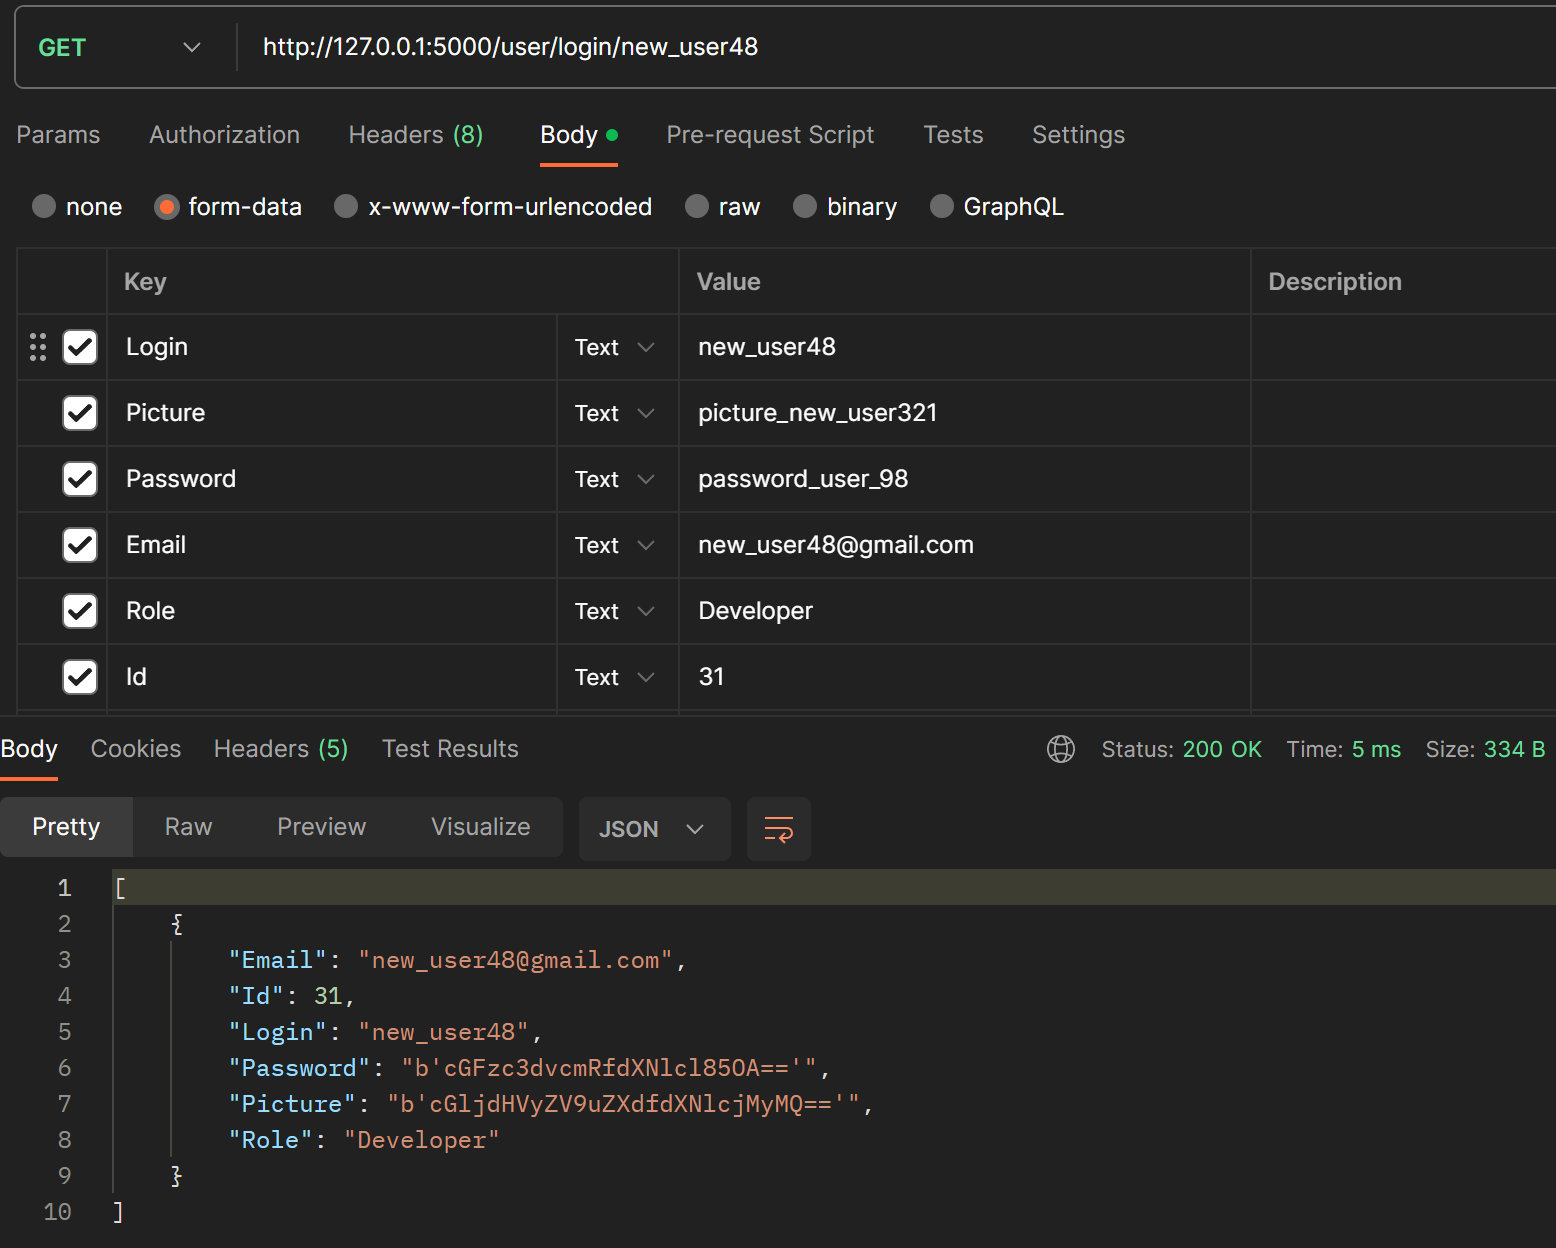 GET http://127.0.0.1:5000/user/login/new_user48
Params Authorization Headers (8) Body Pre-request Script Tests Settings
none form-data x-www-form-urlencoded raw binary GraphQL
Key Value Description
Login Text new_user48
Picture Text picture_new_user321
Password Text password_user_98
Email Text new_user48@gmail.com
Role Text Developer
Id Text 31
Body Cookies Headers (5) Test Results Status: 200 OK Time: 5 ms Size: 334 B
Pretty Raw Preview Visualize JSON
1 [
2 {
3 "Email": "new_user48@gmail.com",
4 "Id": 31,
5 "Login": "new_user48",
6 "Password": "b'cGFzc3dvcmRfdXNlcl85OA=='",
7 "Picture": "b'cGljdHVyZV9uZXdfdXNlcjMyMQ=='",
8 "Role": "Developer"
9 }
10 ]